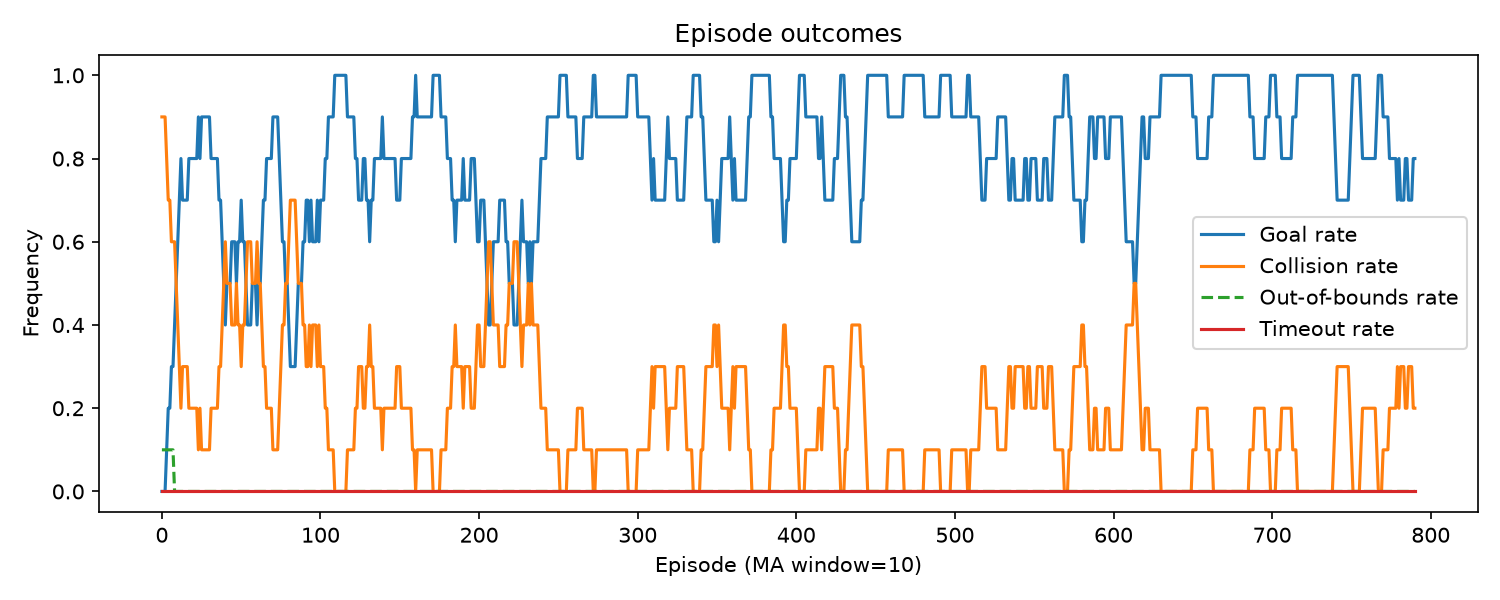 Episode outcomes
Frequency
1.0
0.8
0.6
0.4
0.2
0.0
Goal rate
Collision rate
Out-of-bounds rate
Timeout rate
0 100 200 300 400 500 600 700 800
Episode (MA window=10)